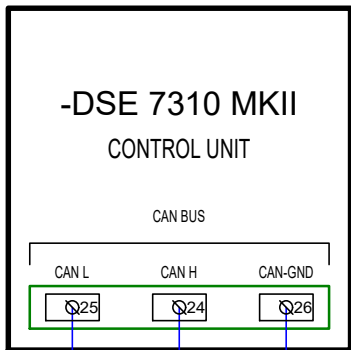 -DSE 7310 MKII
CONTROL UNIT
CAN BUS
CAN L CAN H CAN-GND
25 24 26